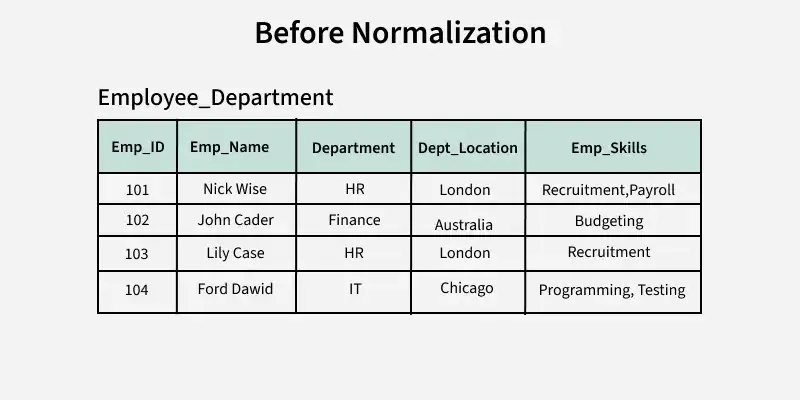 Before Normalization
Employee_Department
Emp_ID Emp_Name Department Dept_Location Emp_Skills
101 Nick Wise HR London Recruitment,Payroll
102 John Cader Finance Australia Budgeting
103 Lily Case HR London Recruitment
104 Ford Dawid IT Chicago Programming, Testing